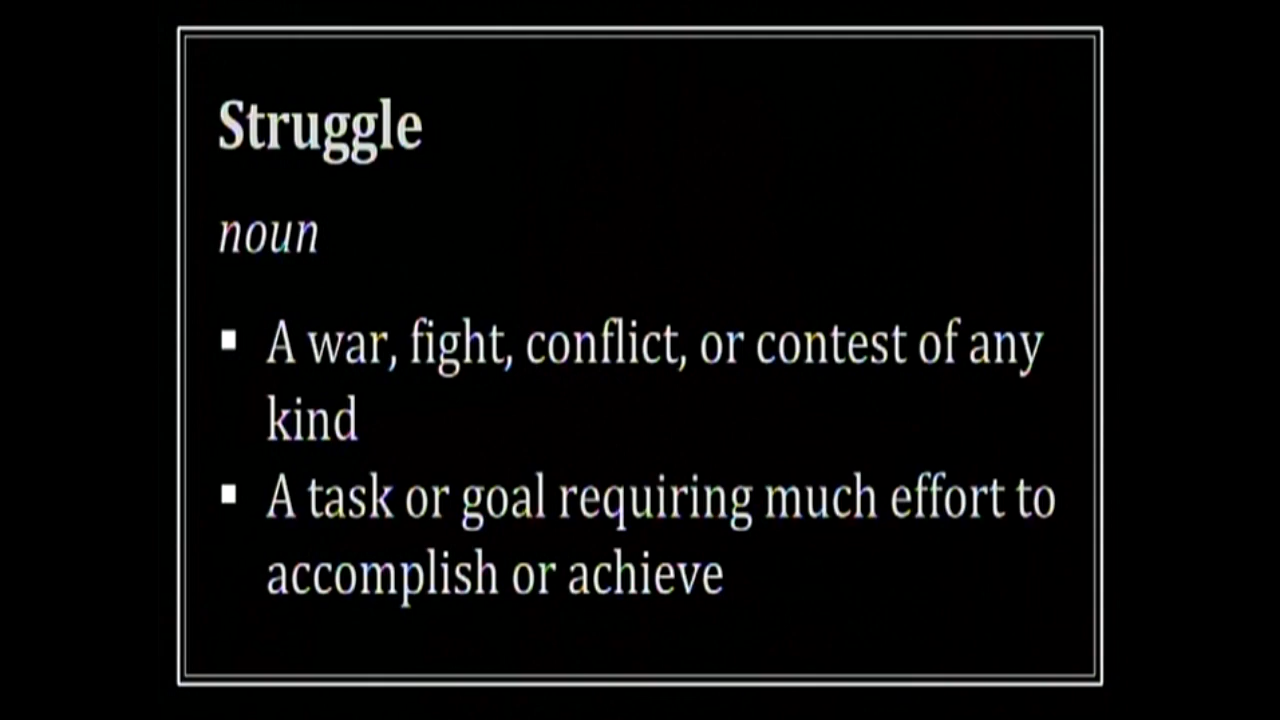 Struggle
noun
▪ A war, fight, conflict, or contest of any
kind
▪ A task or goal requiring much effort to
accomplish or achieve